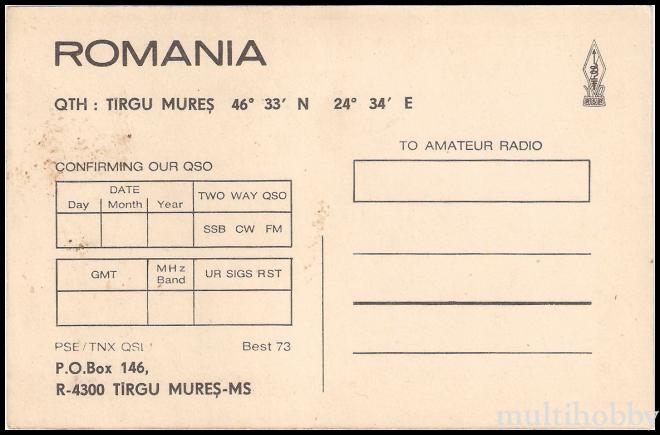 ROMANIA
QTH : TÎRGU MUREȘ 46° 33′ N 24° 34′ E
TO AMATEUR RADIO
CONFIRMING OUR QSO
DATE
Day Month Year
TWO WAY QSO
SSB CW FM
GMT
MHz
Band
UR SIGS RST
PSE/TNX QSL
Best 73
P.O.Box 146,
R-4300 TÎRGU MUREȘ-MS
multihobby